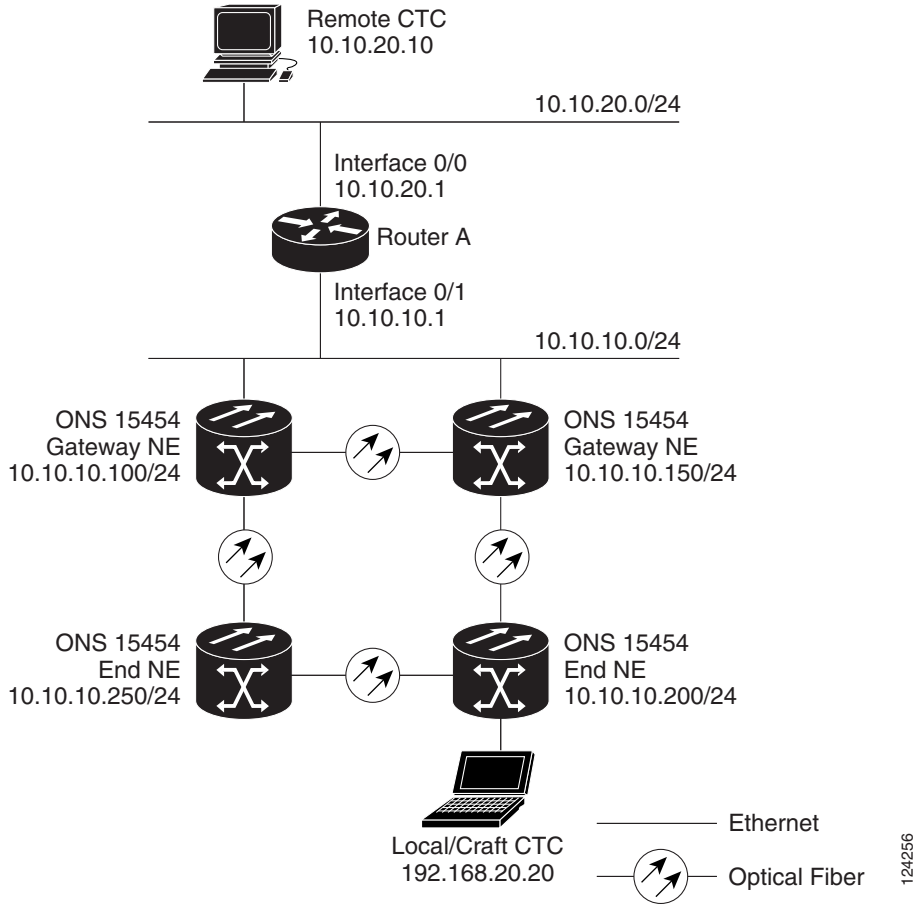 Remote CTC
10.10.20.10
10.10.20.0/24
Interface 0/0
10.10.20.1
Router A
Interface 0/1
10.10.10.1
10.10.10.0/24
ONS 15454
Gateway NE
10.10.10.100/24
ONS 15454
Gateway NE
10.10.10.150/24
ONS 15454
End NE
10.10.10.250/24
ONS 15454
End NE
10.10.10.200/24
Local/Craft CTC
192.168.20.20
Ethernet
Optical Fiber
124256